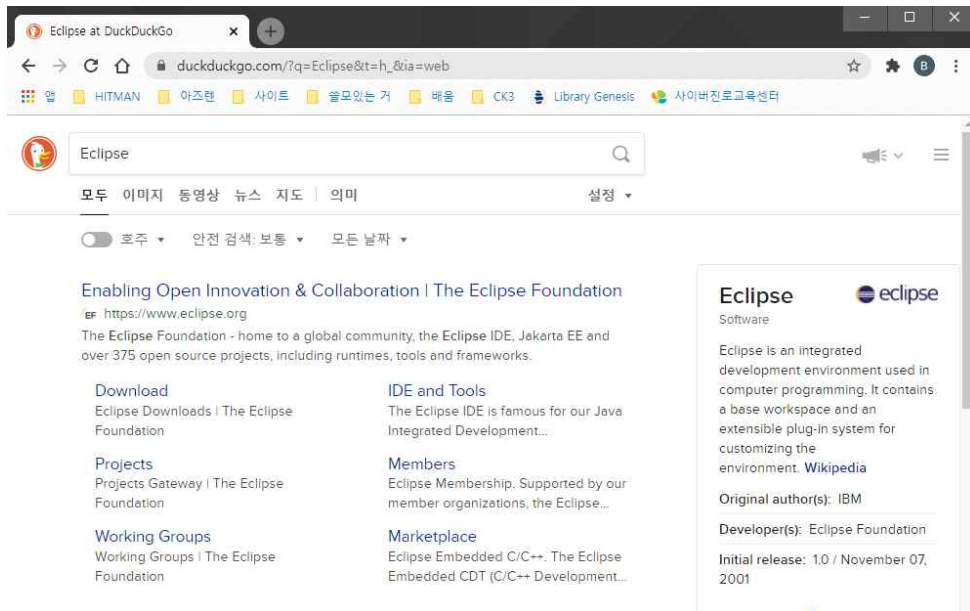 Eclipse at DuckDuckGo
duckduckgo.com/?q=Eclipse&t=h_&ia=web
B
앱 HITMAN 아즈렌 사이트 쓸모있는 거 배움 CK3 Library Genesis 사이버진로교육센터
Eclipse
모두 이미지 동영상 뉴스 지도 의미 설정
호주 안전 검색: 보통 모든 날짜
Enabling Open Innovation & Collaboration | The Eclipse Foundation
EF https://www.eclipse.org
The Eclipse Foundation - home to a global community, the Eclipse IDE, Jakarta EE and
over 375 open source projects, including runtimes, tools and frameworks.
Download
Eclipse Downloads | The Eclipse
Foundation
IDE and Tools
The Eclipse IDE is famous for our Java
Integrated Development...
Projects
Projects Gateway | The Eclipse
Foundation
Members
Eclipse Membership. Supported by our
member organizations, the Eclipse...
Working Groups
Working Groups | The Eclipse
Foundation
Marketplace
Eclipse Embedded C/C++. The Eclipse
Embedded CDT (C/C++ Development...
Eclipse
eclipse
Software
Eclipse is an integrated
development environment used in
computer programming. It contains
a base workspace and an
extensible plug-in system for
customizing the
environment. Wikipedia
Original author(s): IBM
Developer(s): Eclipse Foundation
Initial release: 1.0 / November 07,
2001